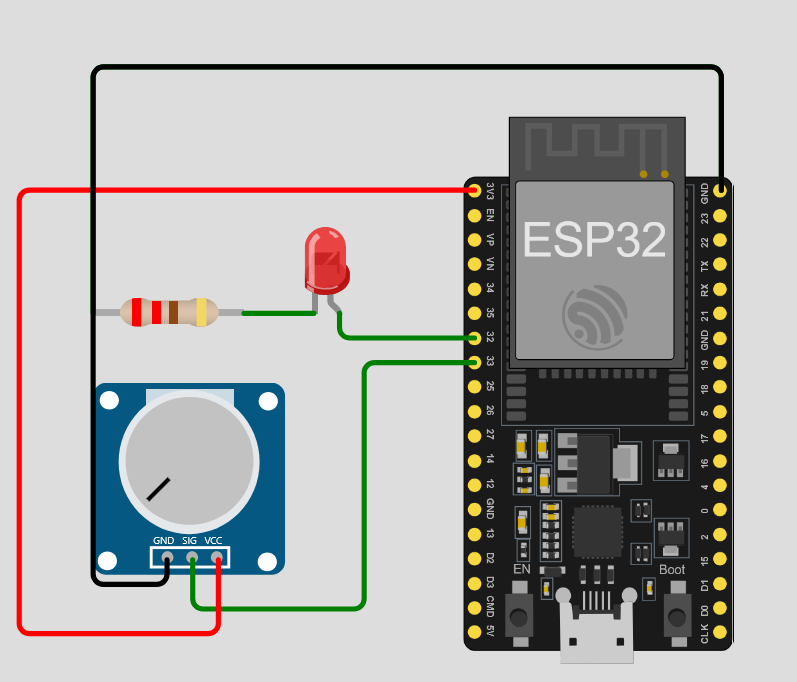 ESP32
3V3
EN
VP
VN
34
35
32
33
25
26
27
14
12
GND
13
D2
D3
CMD
5V
GND
23
22
TX
RX
21
GND
19
18
5
17
16
4
0
2
15
D1
D0
CLK
EN
Boot
GND SIG VCC